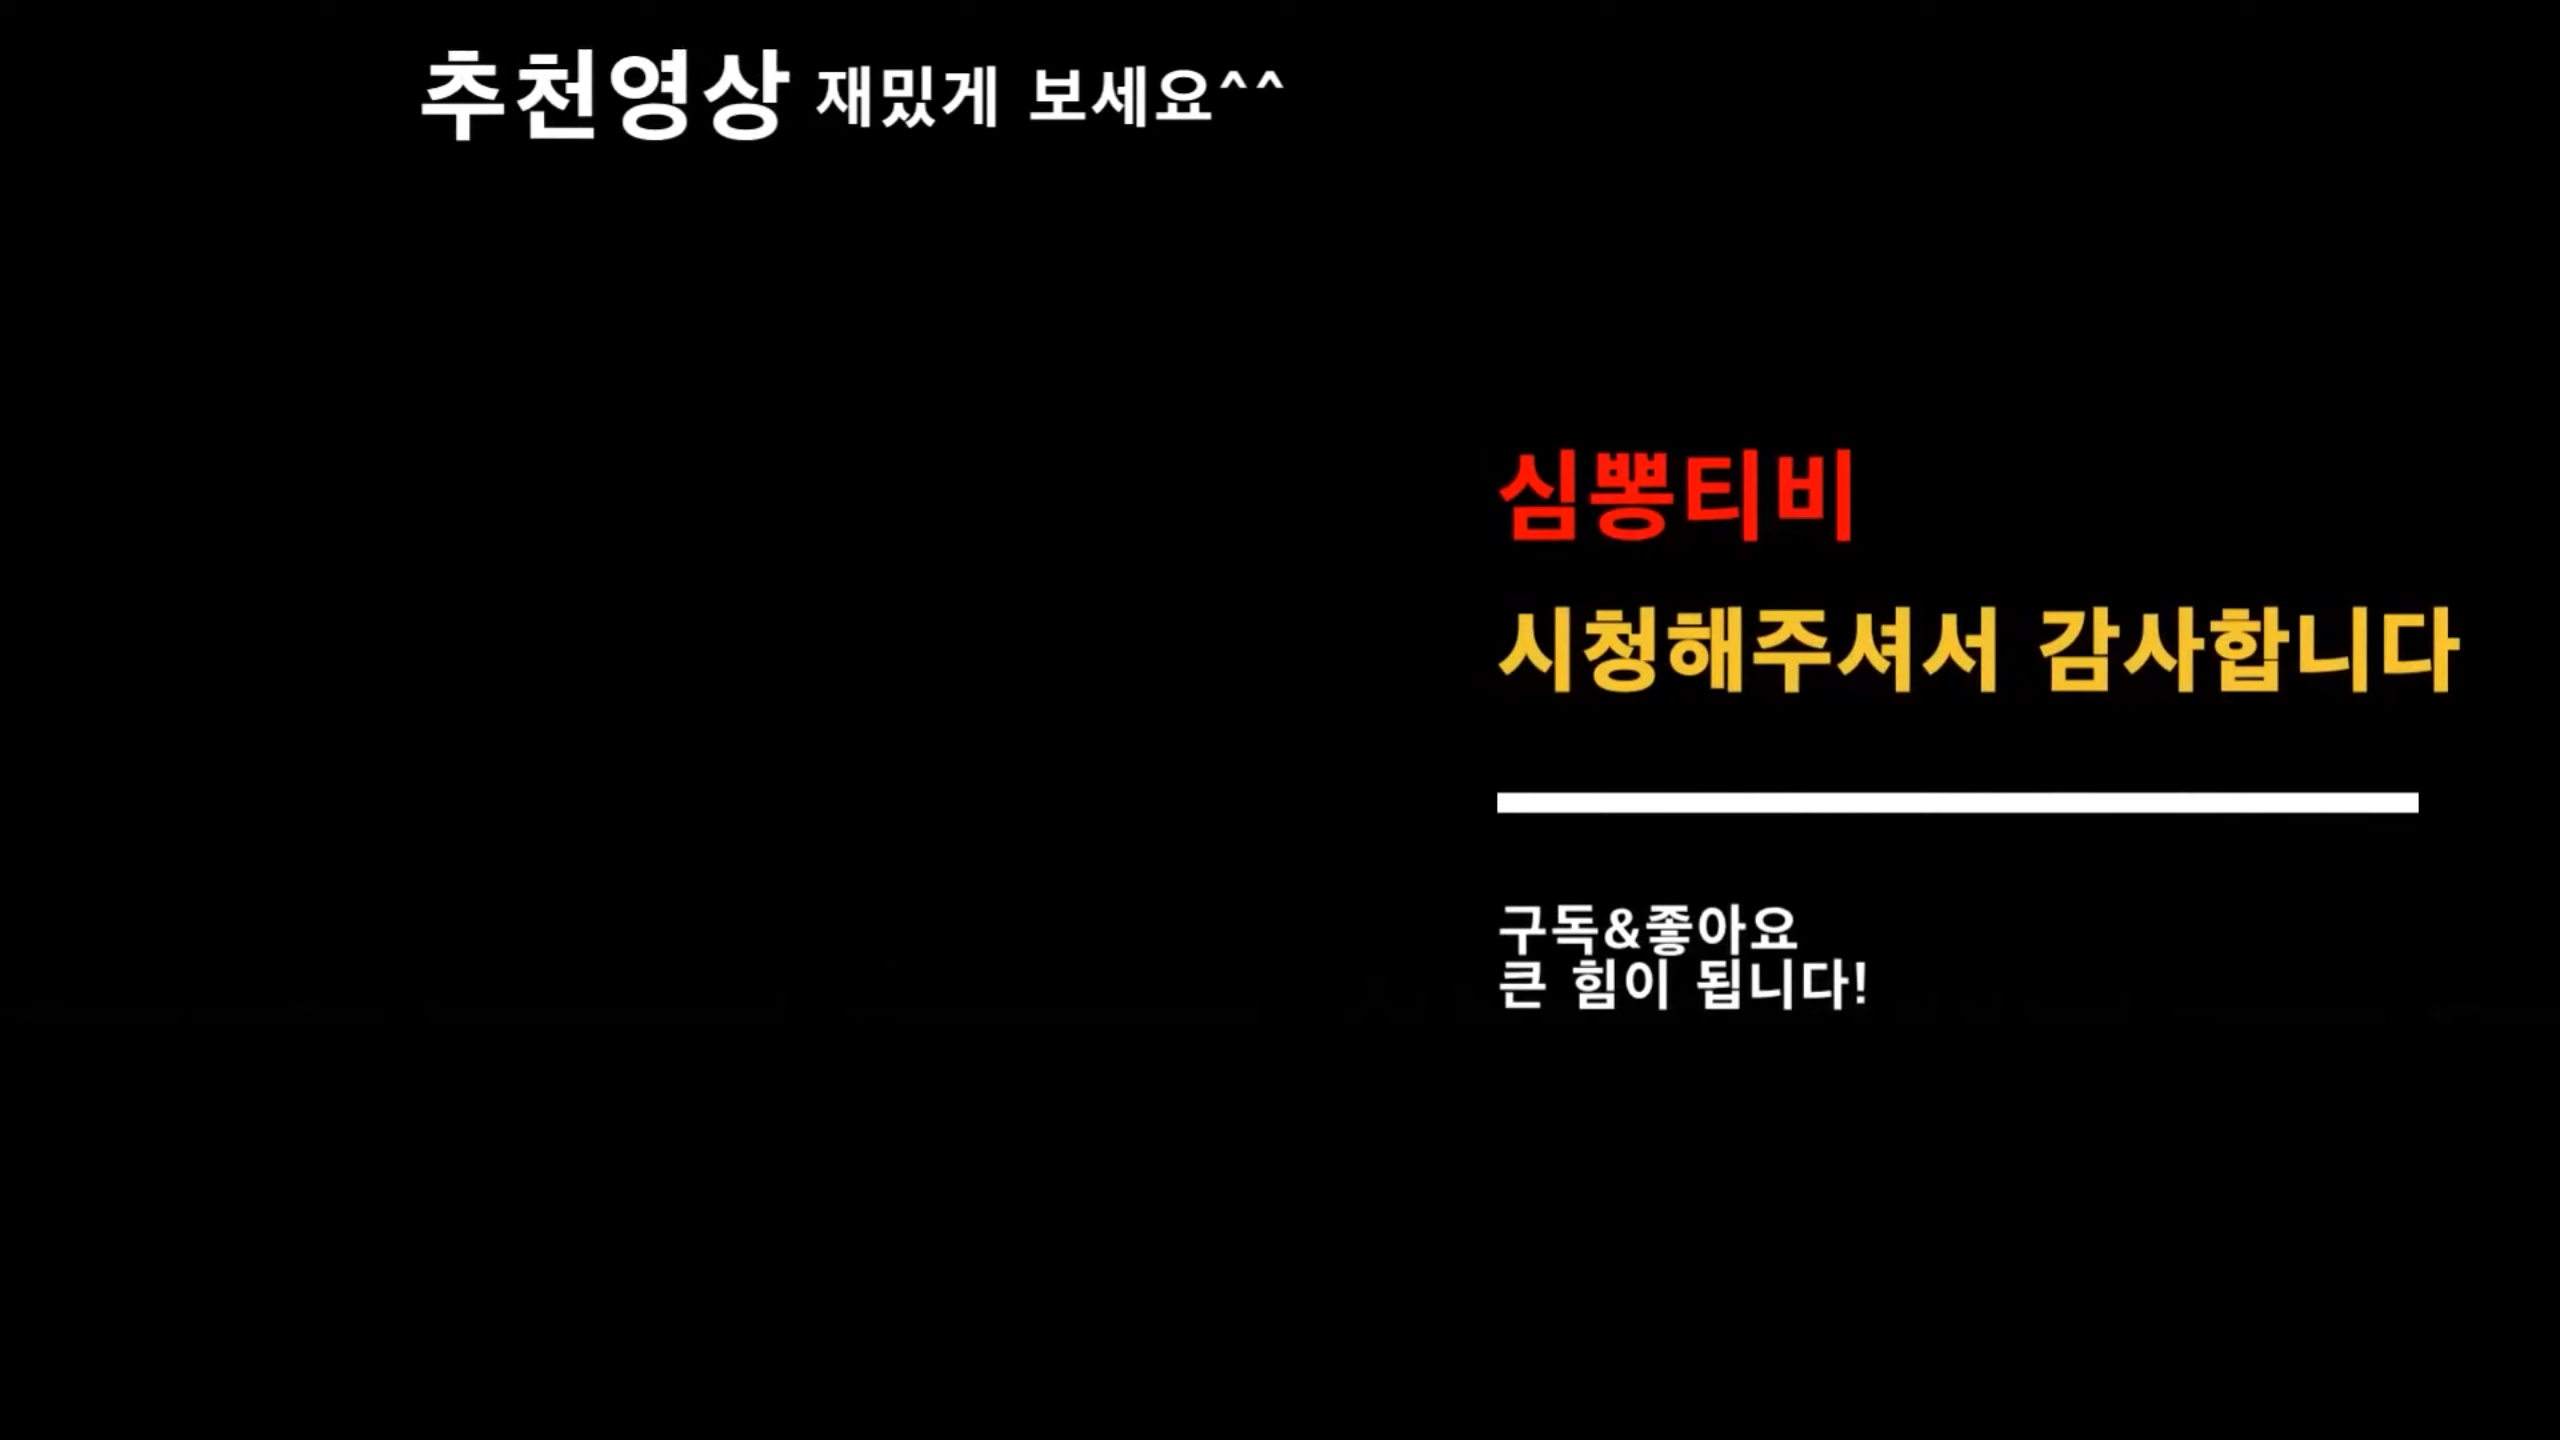 추천영상 재밌게 보세요^^
심뽕티비
시청해주셔서 감사합니다
구독&좋아요
큰 힘이 됩니다!